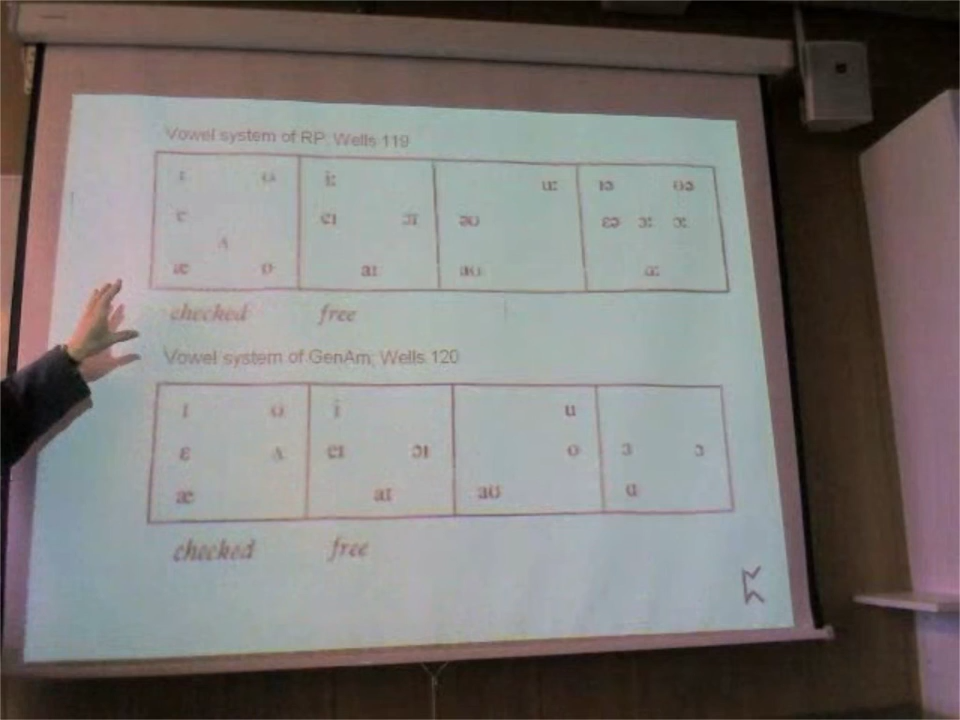 Vowel system of RP; Wells 119
ɪ ʊ iː uː ɪə ʊə
e eɪ ɔɪ əʊ ɛə ɜː ɔː
ʌ
æ ɒ aɪ aʊ ɑː
checked free
Vowel system of GenAm; Wells 120
ɪ ʊ i u
ɛ ʌ eɪ ɔɪ o ɜ ɔ
æ aɪ aʊ ɑ
checked free